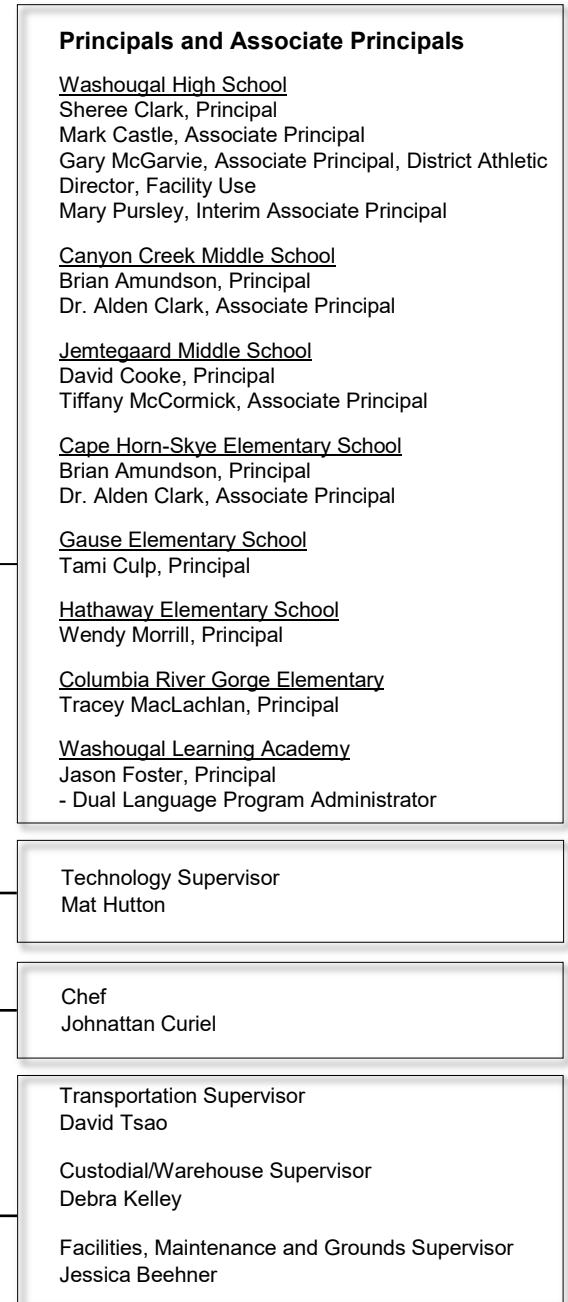 Principals and Associate Principals
Washougal High School
Sheree Clark, Principal
Mark Castle, Associate Principal
Gary McGarvie, Associate Principal, District Athletic
Director, Facility Use
Mary Pursley, Interim Associate Principal
Canyon Creek Middle School
Brian Amundson, Principal
Dr. Alden Clark, Associate Principal
Jemtegaard Middle School
David Cooke, Principal
Tiffany McCormick, Associate Principal
Cape Horn-Skye Elementary School
Brian Amundson, Principal
Dr. Alden Clark, Associate Principal
Gause Elementary School
Tami Culp, Principal
Hathaway Elementary School
Wendy Morrill, Principal
Columbia River Gorge Elementary
Tracey MacLachlan, Principal
Washougal Learning Academy
Jason Foster, Principal
- Dual Language Program Administrator
Technology Supervisor
Mat Hutton
Chef
Johnattan Curiel
Transportation Supervisor
David Tsao
Custodial/Warehouse Supervisor
Debra Kelley
Facilities, Maintenance and Grounds Supervisor
Jessica Beehner